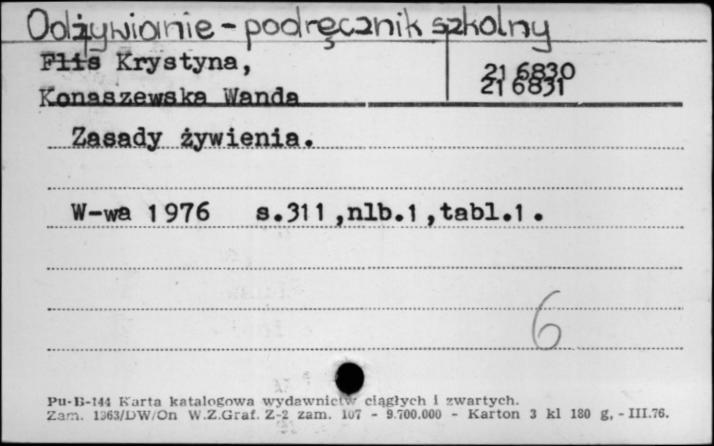 Odżywianie - podręcznik szkolny
Flis Krystyna,
21 6830
21 6831
Konaszewska Wanda
Zasady żywienia.
W-wa 1976 s.311,nlb.1,tabl.1.
6
Pu-B-144 Karta katalogowa wydawnictw ciągłych i zwartych.
Zam. 1363/DW/On W.Z.Graf. Z-2 zam. 107 - 9.700.000 - Karton 3 kl 180 g, - III.76.